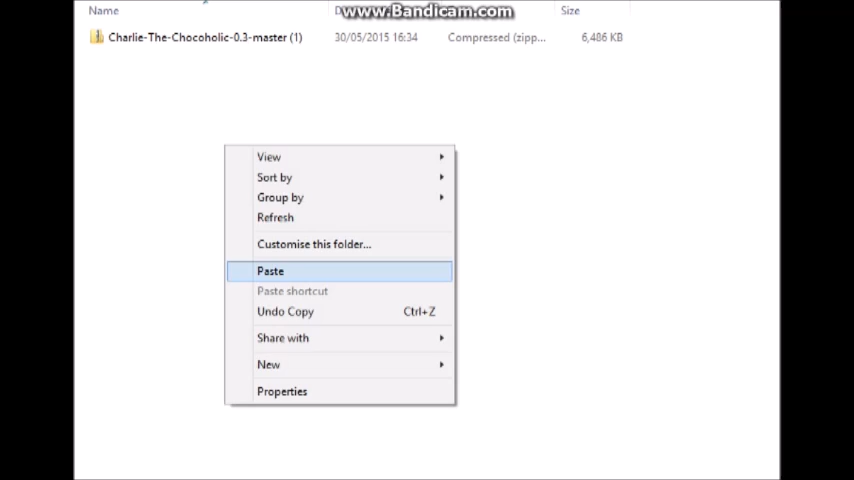 www.Bandicam.com
Name Size
Charlie-The-Chocoholic-0.3-master (1) 30/05/2015 16:34 Compressed (zipp... 6,486 KB
View
Sort by
Group by
Refresh
Customise this folder...
Paste
Paste shortcut
Undo Copy Ctrl+Z
Share with
New
Properties